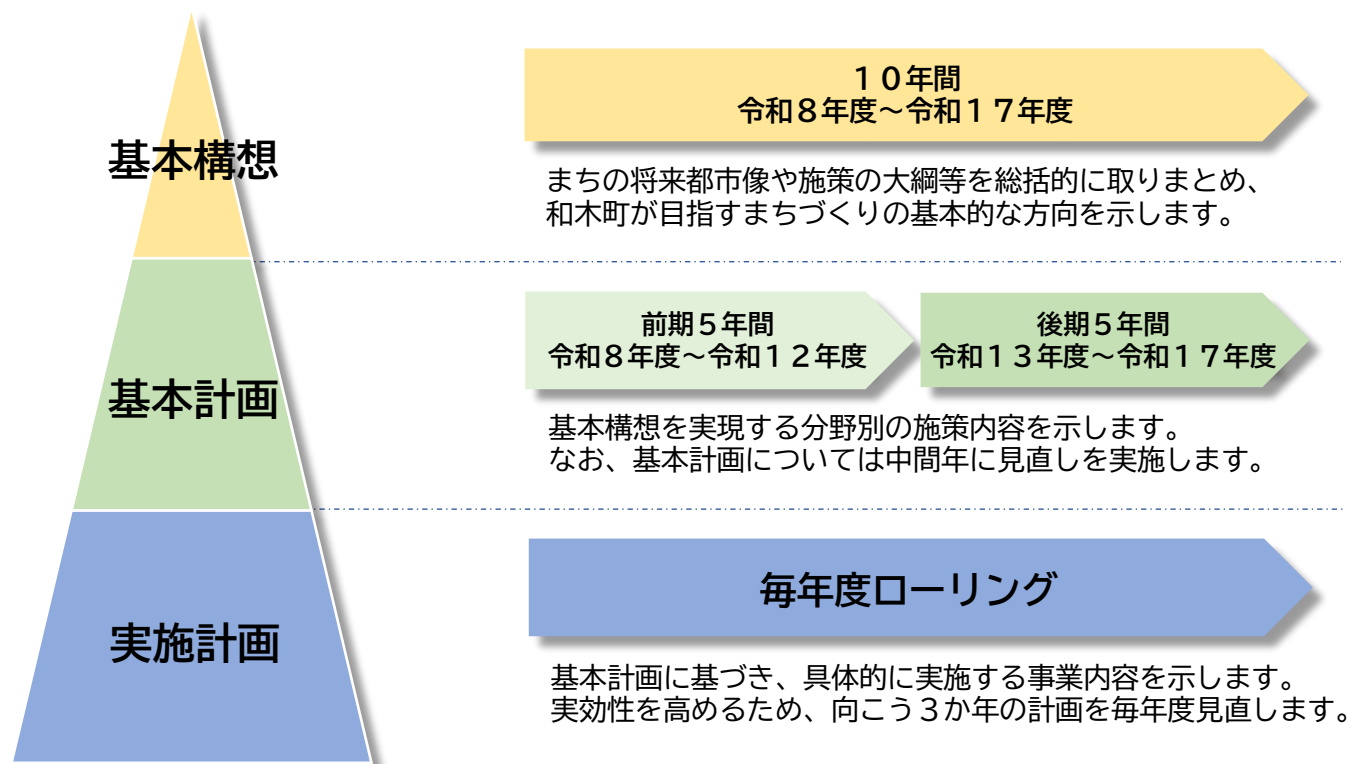 基本構想
１０年間
令和８年度～令和１７年度
まちの将来都市像や施策の大綱等を総括的に取りまとめ、
和木町が目指すまちづくりの基本的な方向を示します。
基本計画
前期５年間
令和８年度～令和１２年度
後期５年間
令和１３年度～令和１７年度
基本構想を実現する分野別の施策内容を示します。
なお、基本計画については中間年に見直しを実施します。
実施計画
毎年度ローリング
基本計画に基づき、具体的に実施する事業内容を示します。
実効性を高めるため、向こう３か年の計画を毎年度見直します。